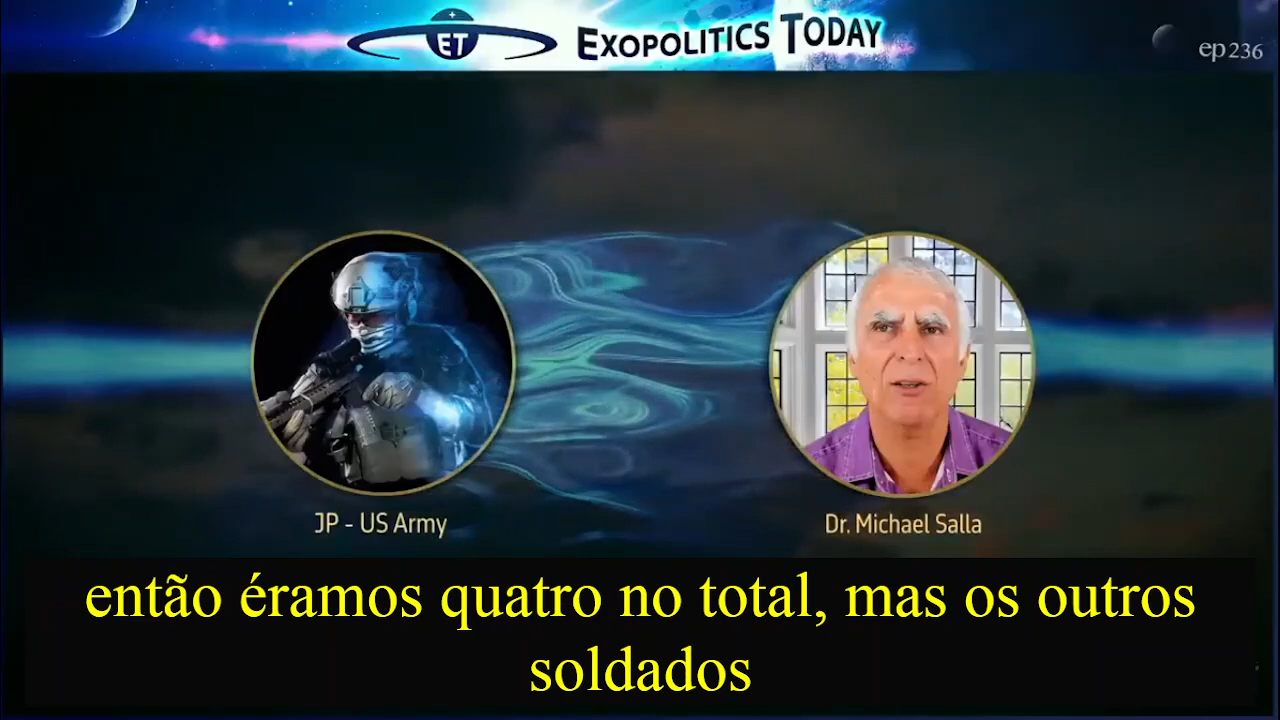 ET EXOPOLITICS TODAY
ep236
JP - US Army
Dr. Michael Salla
então éramos quatro no total, mas os outros
soldados